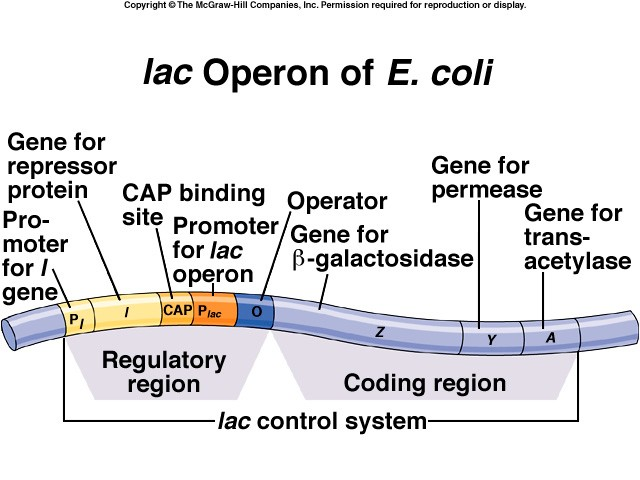 Copyright © The McGraw-Hill Companies, Inc. Permission required for reproduction or display.
lac Operon of E. coli
Gene for
repressor
protein
Pro-
moter
for I
gene
CAP binding
site
Promoter
for lac
operon
Operator
Gene for
β-galactosidase
Gene for
permease
Gene for
trans-
acetylase
PI
I
CAP
Plac
O
Z
Y
A
Regulatory
region
Coding region
lac control system